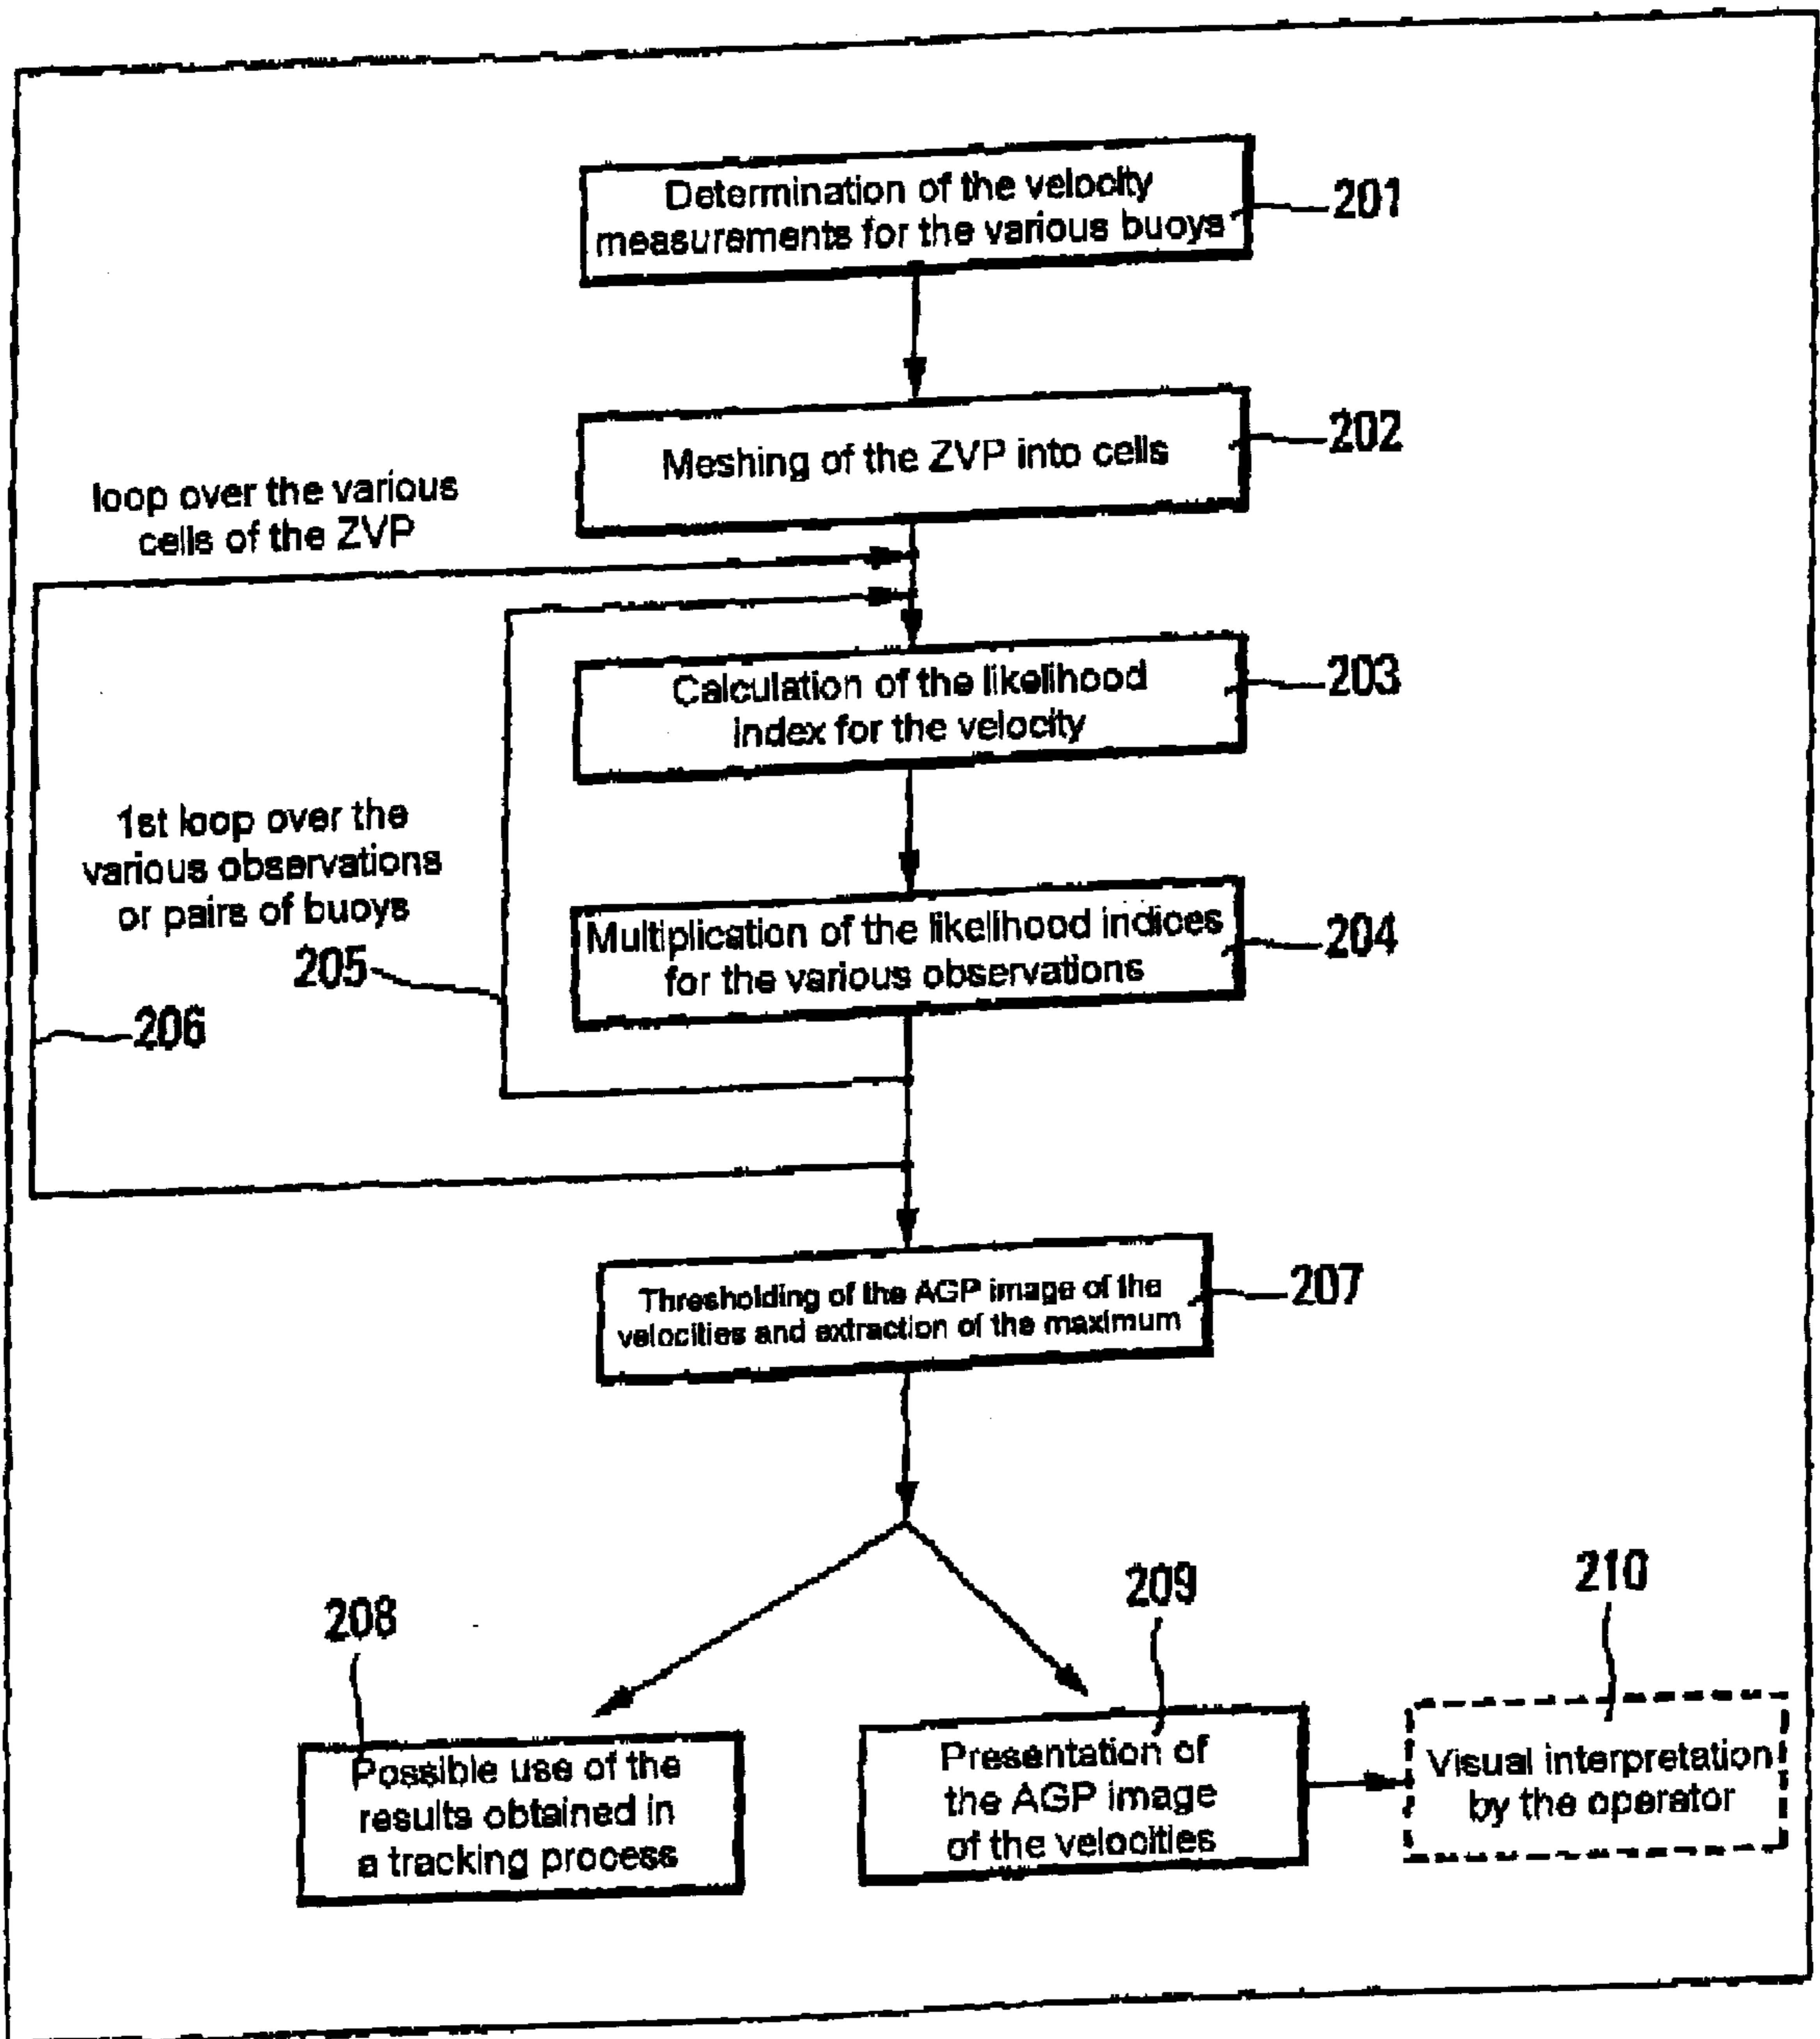 Determination of the velocity
measurements for the various buoys
201
Meshing of the ZVP into cells
202
loop over the various
cells of the ZVP
Calculation of the likelihood
index for the velocity
203
1st loop over the
various observations
or pairs of buoys
205
206
Multiplication of the likelihood indices
for the various observations
204
Thresholding of the AGP image of the
velocities and extraction of the maximum
207
208
Possible use of the
results obtained in
a tracking process
209
Presentation of
the AGP image
of the velocities
210
Visual interpretation
by the operator